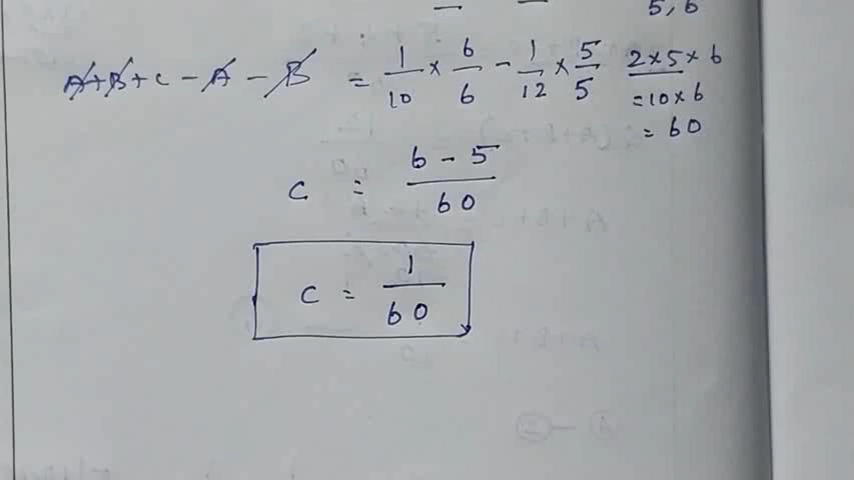 5, 6
A+B+C - A - B = 1/10 × 6/6 - 1/12 × 5/5 2×5×6
=10×6
= 60
C = 6 - 5/60
C = 1/60